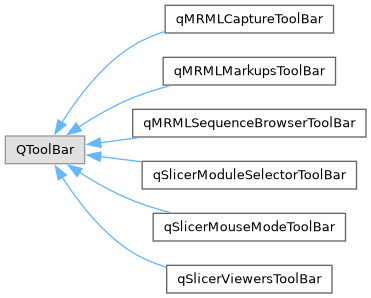 qMRMLCaptureToolBar
qMRMLMarkupsToolBar
qMRMLSequenceBrowserToolBar
QToolBar
qSlicerModuleSelectorToolBar
qSlicerMouseModeToolBar
qSlicerViewersToolBar